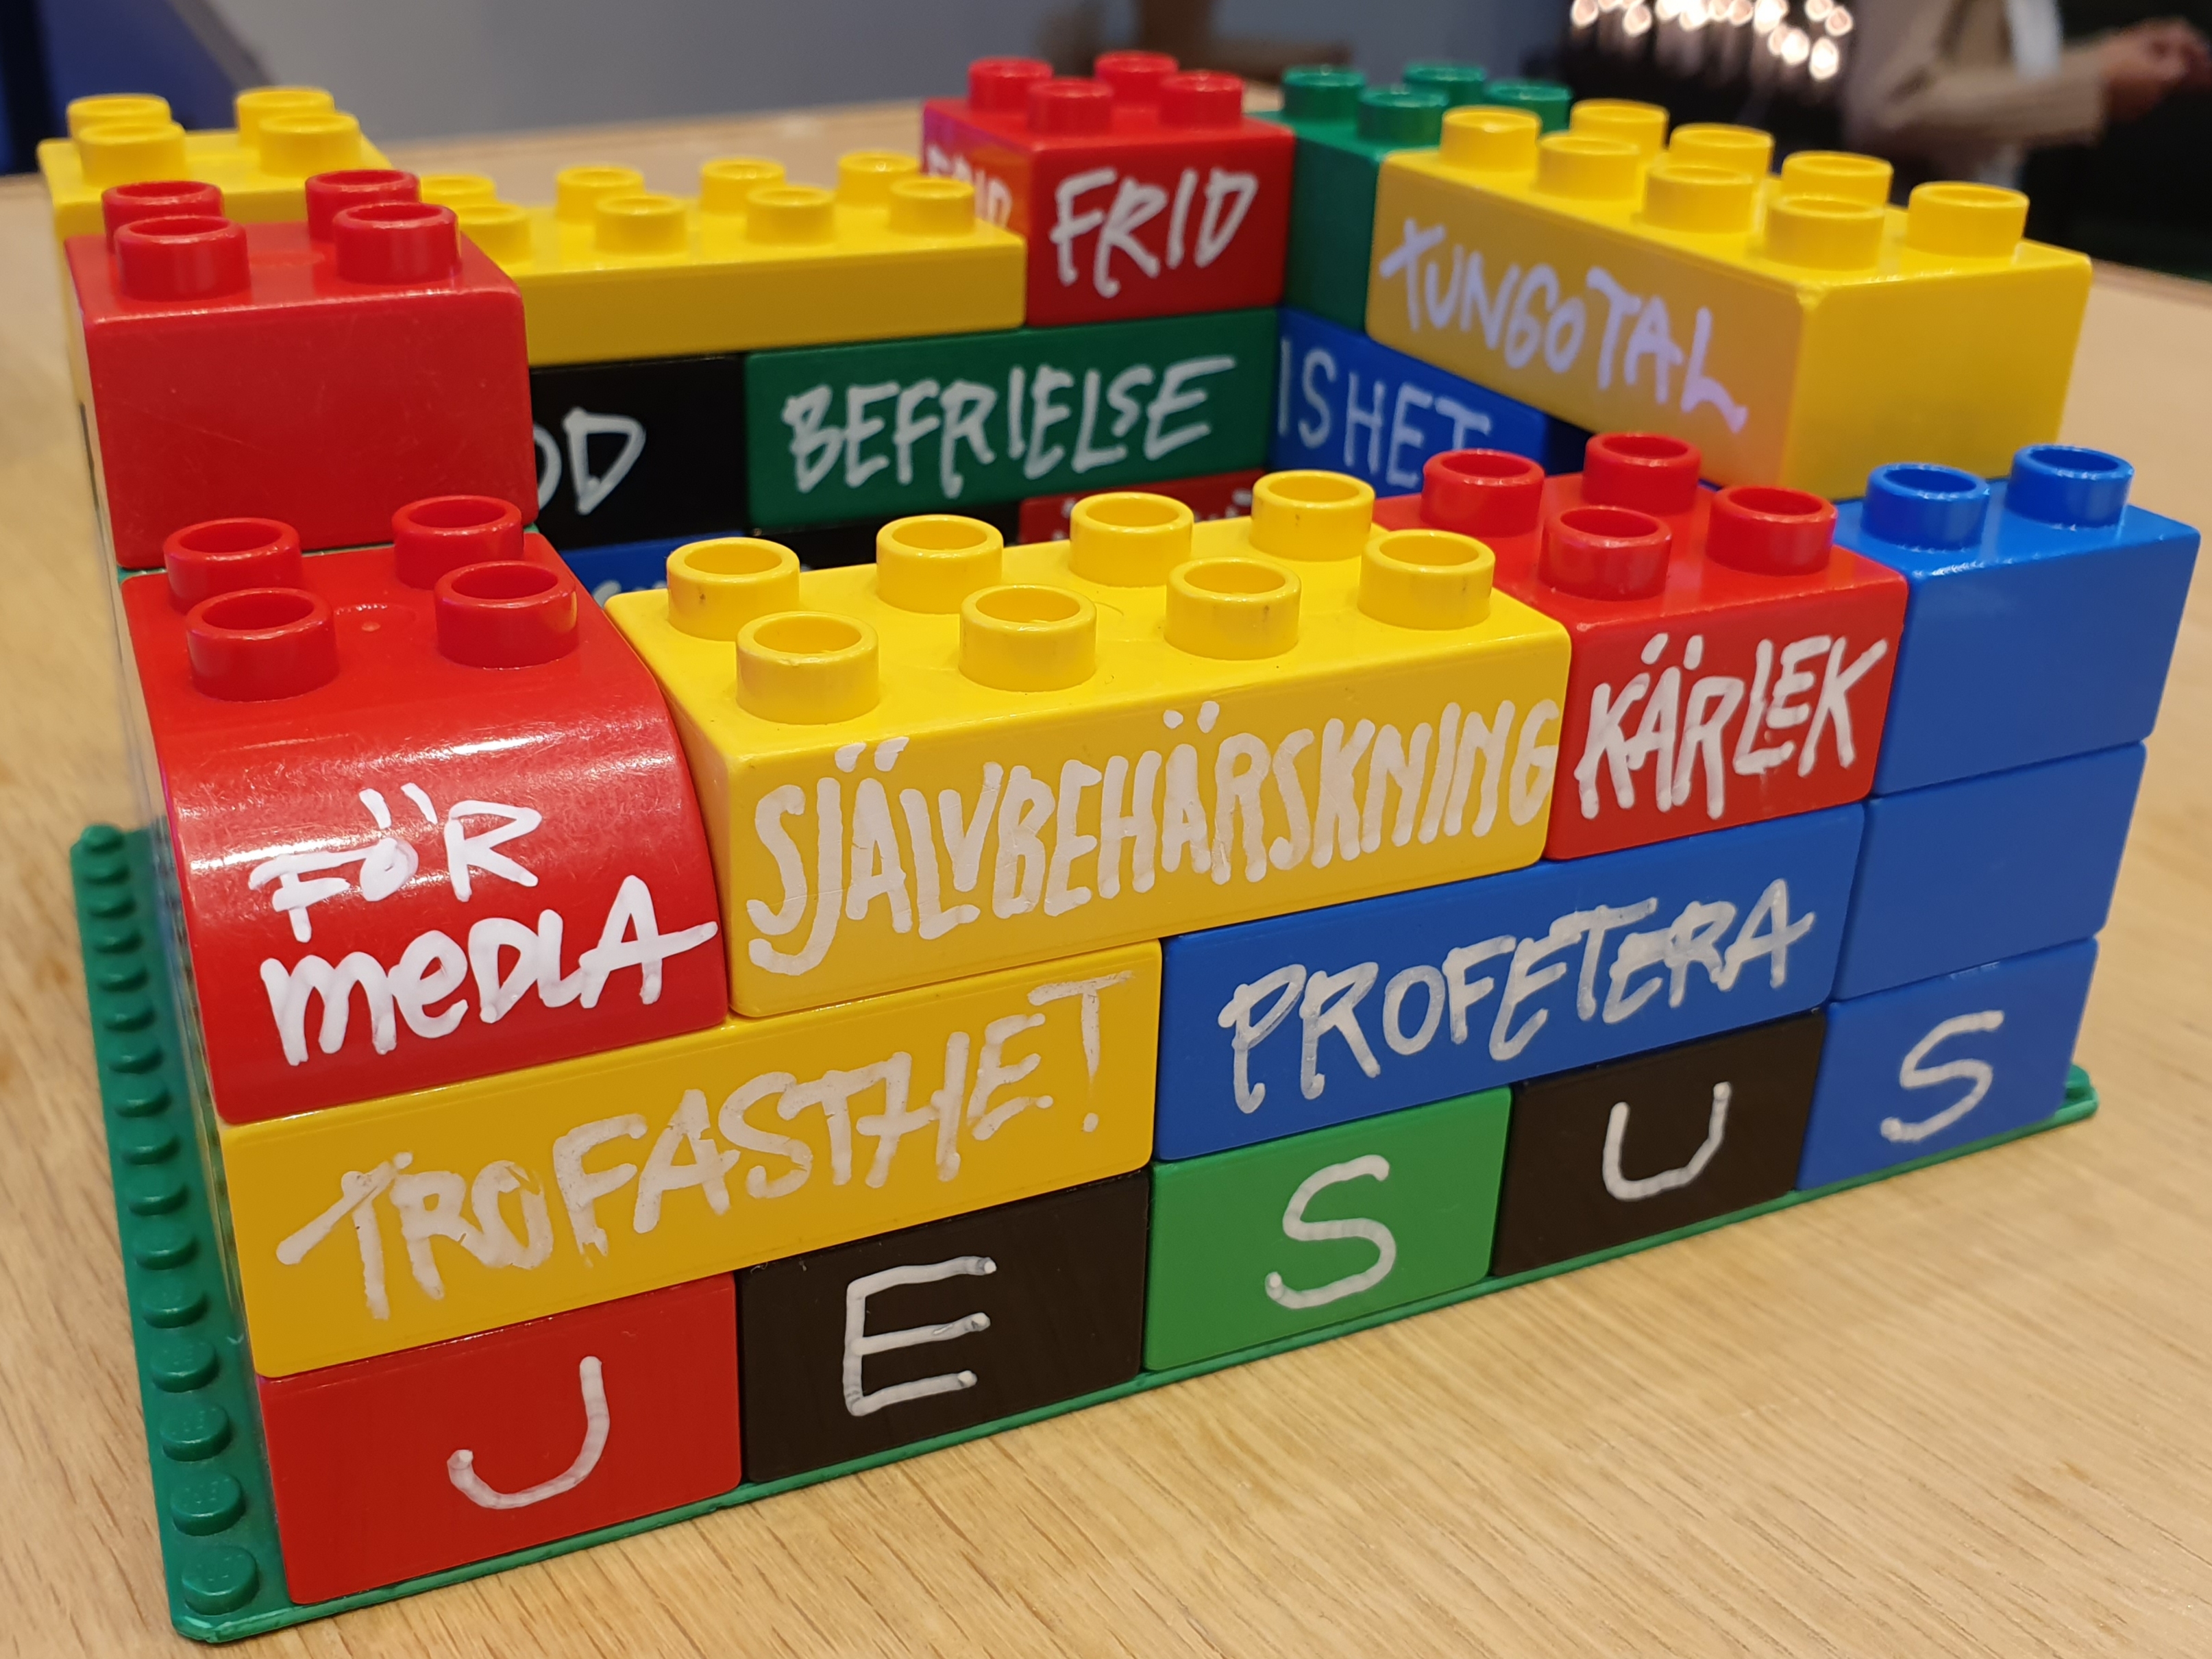 FRID
TUNGOTAL
BEFRIELSE
FÖR
MEDLA
SJÄLVBEHÄRSKNING
KÄRLEK
TROFASTHET
PROFETERA
J E S U S